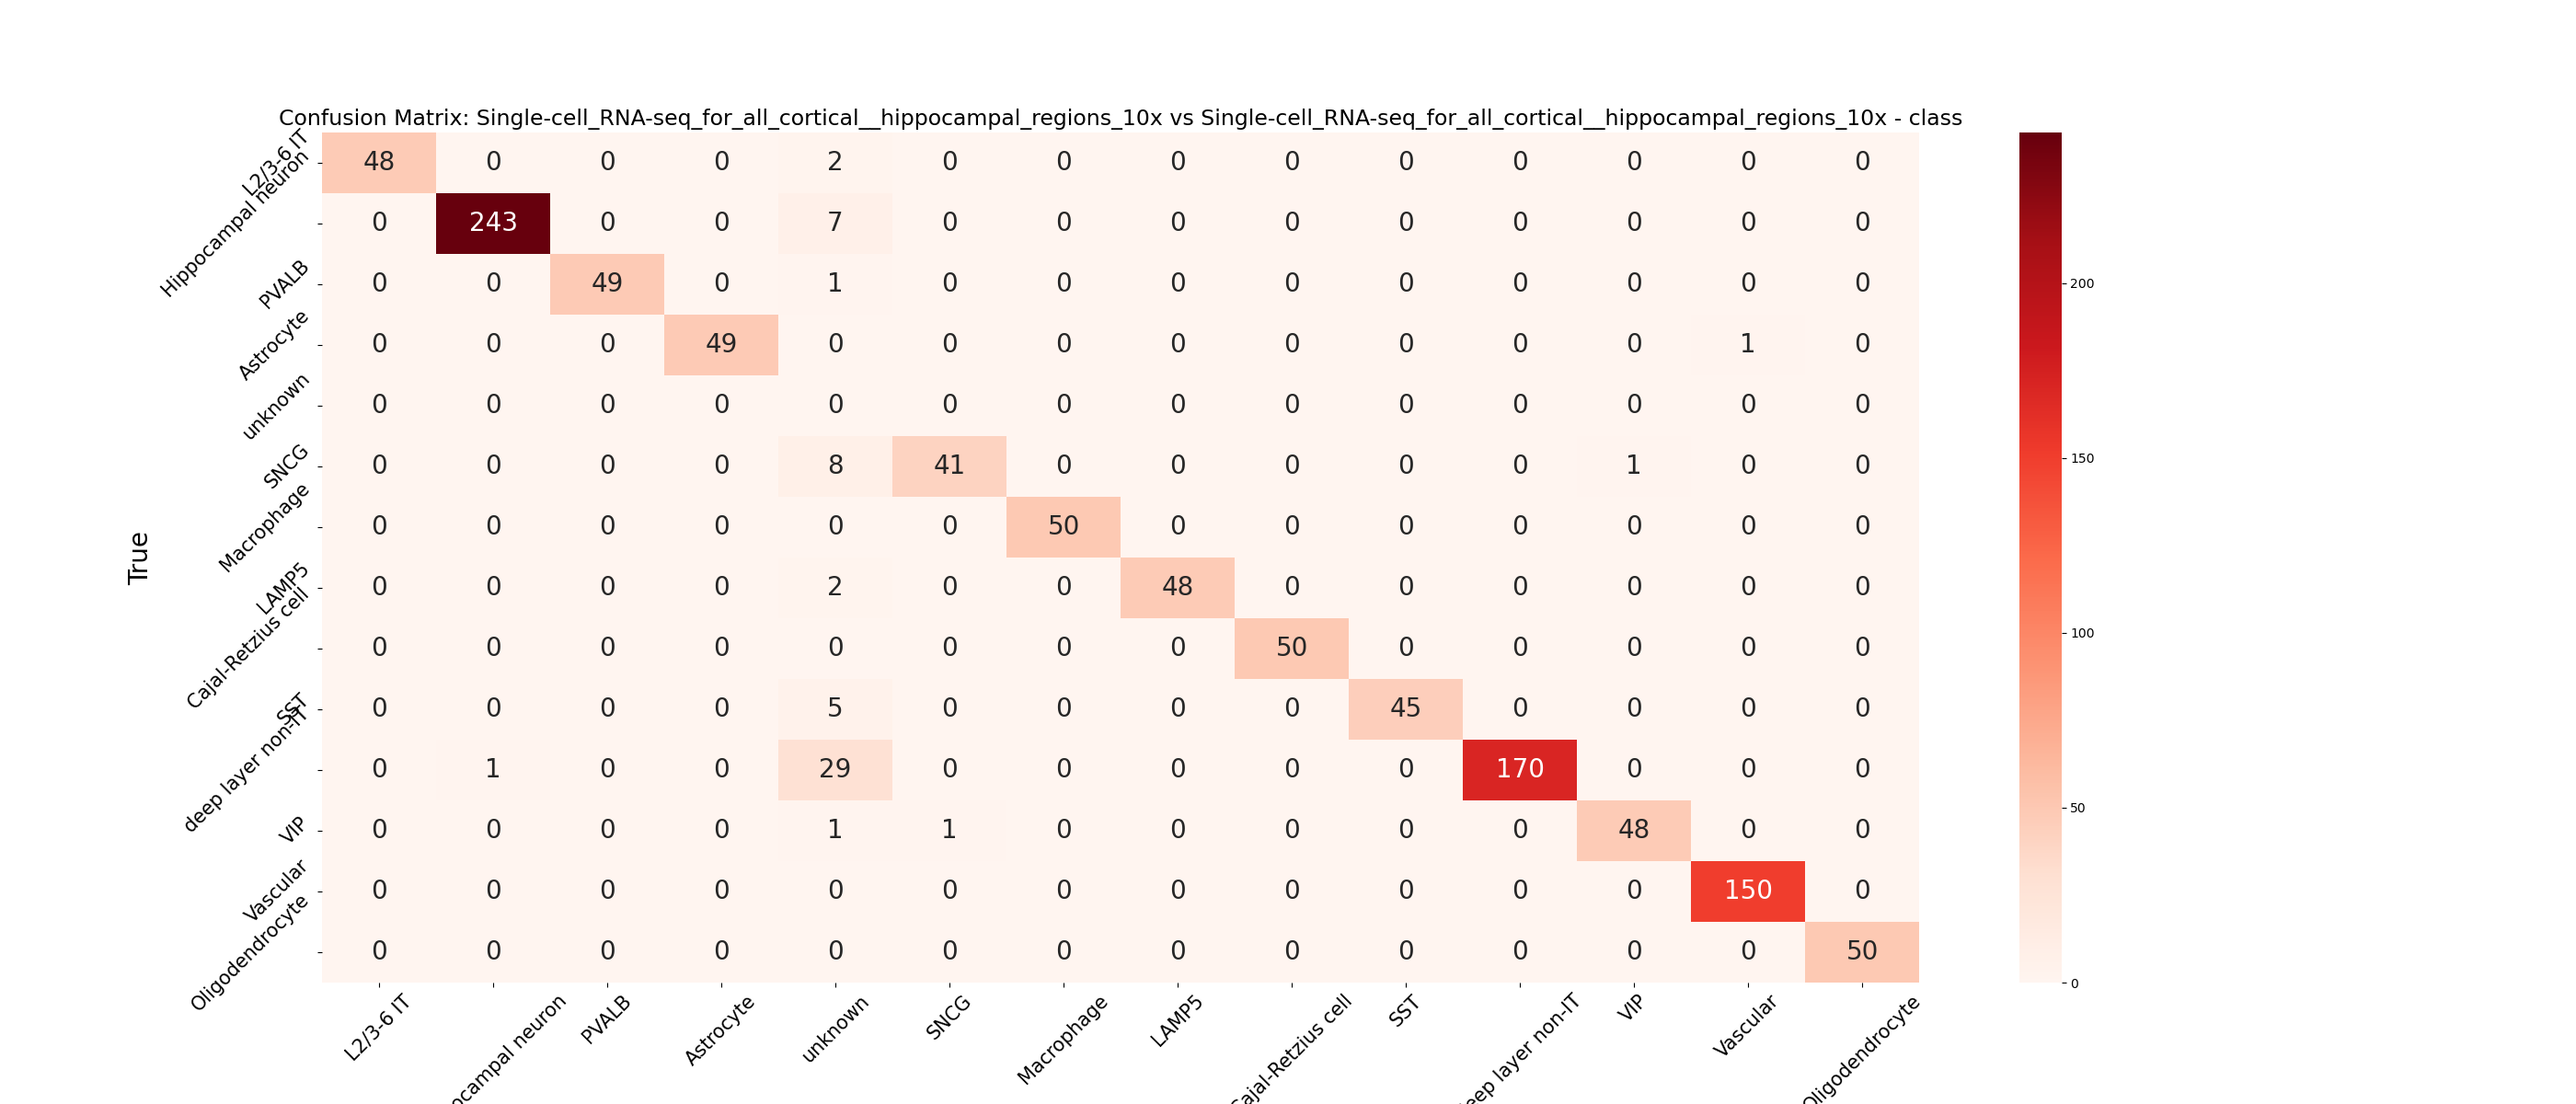 Confusion Matrix: Single-cell_RNA-seq_for_all_cortical__hippocampal_regions_10x vs Single-cell_RNA-seq_for_all_cortical__hippocampal_regions_10x - class
L2/3-6 IT 48 0 0 0 2 0 0 0 0 0 0 0 0 0
Hippocampal neuron 0 243 0 0 7 0 0 0 0 0 0 0 0 0
PVALB 0 0 49 0 1 0 0 0 0 0 0 0 0 0
Astrocyte 0 0 0 49 0 0 0 0 0 0 0 0 1 0
unknown 0 0 0 0 0 0 0 0 0 0 0 0 0 0
SNCG 0 0 0 0 8 41 0 0 0 0 0 1 0 0
Macrophage 0 0 0 0 0 0 50 0 0 0 0 0 0 0
LAMP5 0 0 0 0 2 0 0 48 0 0 0 0 0 0
Cajal-Retzius cell 0 0 0 0 0 0 0 0 50 0 0 0 0 0
SST 0 0 0 0 5 0 0 0 0 45 0 0 0 0
deep layer non-IT 0 1 0 0 29 0 0 0 0 0 170 0 0 0
VIP 0 0 0 0 1 1 0 0 0 0 0 48 0 0
Vascular 0 0 0 0 0 0 0 0 0 0 0 0 150 0
Oligodendrocyte 0 0 0 0 0 0 0 0 0 0 0 0 0 50
True
L2/3-6 IT
ocampal neuron
PVALB
Astrocyte
unknown
SNCG
Macrophage
LAMP5
Cajal-Retzius cell
SST
eep layer non-IT
VIP
Vascular
Oligodendrocyte
200
150
100
50
0